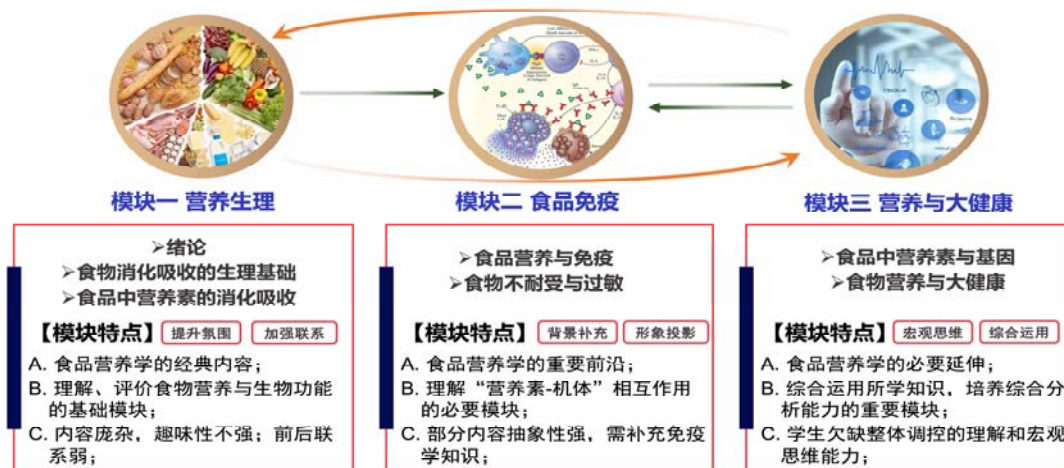 模块一 营养生理
➢绪论
➢食物消化吸收的生理基础
➢食品中营养素的消化吸收
【模块特点】 提升氛围 加强联系
A. 食品营养学的经典内容；
B. 理解、评价食物营养与生物功能
的基础模块；
C. 内容庞杂，趣味性不强；前后联
系弱；
模块二 食品免疫
➢食品营养与免疫
➢食物不耐受与过敏
【模块特点】 背景补充 形象投影
A. 食品营养学的重要前沿；
B. 理解“营养素-机体”相互作用
的必要模块；
C. 部分内容抽象性强，需补充免疫
学知识；
模块三 营养与大健康
➢食品中营养素与基因
➢食物营养与大健康
【模块特点】 宏观思维 综合运用
A. 食品营养学的必要延伸；
B. 综合运用所学知识，培养综合分
析能力的重要模块；
C. 学生欠缺整体调控的理解和宏观
思维能力；